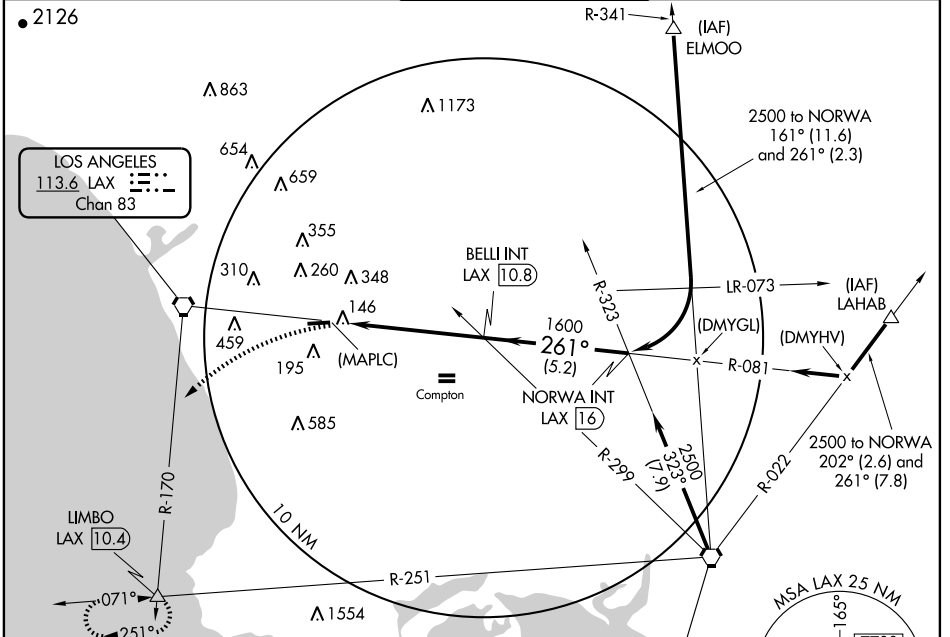 2126
R-341
(IAF)
ELMOO
863
1173
2500 to NORWA
161° (11.6)
and 261° (2.3)
654
LOS ANGELES
113.6 LAX
Chan 83
659
355
BELLI INT
LAX 10.8
310
260
348
R-323
LR-073
(IAF)
LAHAB
146
1600
261°
(5.2)
(DMYGL)
(DMYHV)
459
(MAPLC)
195
R-081
x
x
Compton
NORWA INT
LAX 16
585
2500
323°
(7.9)
R-299
R-022
2500 to NORWA
202° (2.6) and
261° (7.8)
R-170
10 NM
LIMBO
LAX 10.4
R-251
071°
251°
1554
MSA LAX 25 NM
165°